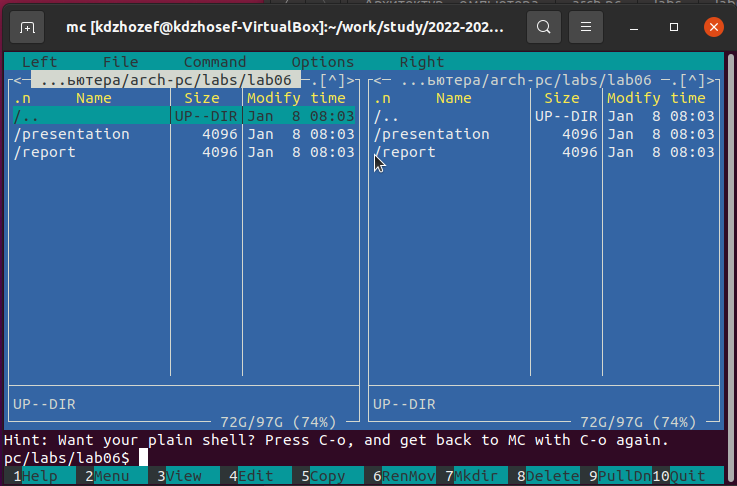 mc [kdzhozef@kdzhosef-VirtualBox]:~/work/study/2022-202...
Left File Command Options Right
<─ ...ьютера/arch-pc/labs/lab06 ─.[^]>
<─ ...ьютера/arch-pc/labs/lab06 ─.[^]>
.n Name Size Modify time
.n Name Size Modify time
/.. UP--DIR Jan 8 08:03
/.. UP--DIR Jan 8 08:03
/presentation 4096 Jan 8 08:03
/presentation 4096 Jan 8 08:03
/report 4096 Jan 8 08:03
/report 4096 Jan 8 08:03
UP--DIR
UP--DIR
72G/97G (74%)
72G/97G (74%)
Hint: Want your plain shell? Press C-o, and get back to MC with C-o again.
pc/labs/lab06$
1Help 2Menu 3View 4Edit 5Copy 6RenMov 7Mkdir 8Delete 9PullDn 10Quit